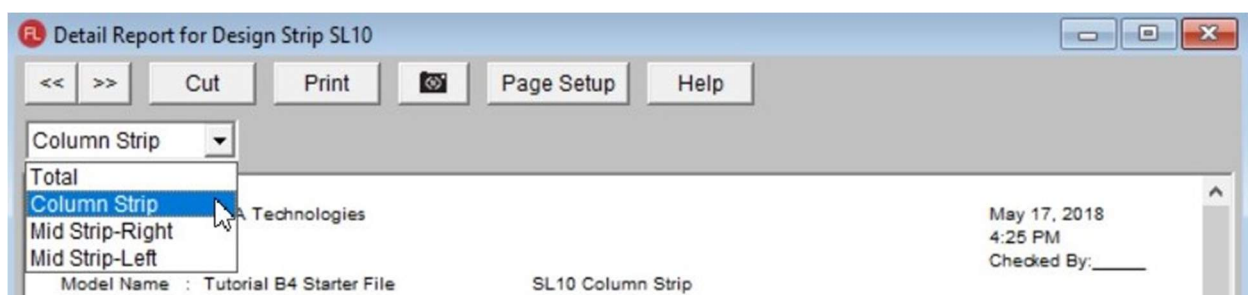 FL Detail Report for Design Strip SL10
<< >> Cut Print Page Setup Help
Column Strip
Total
Column Strip
Mid Strip-Right
Mid Strip-Left
A Technologies
May 17, 2018
4:25 PM
Checked By:_____
Model Name : Tutorial B4 Starter File SL10 Column Strip